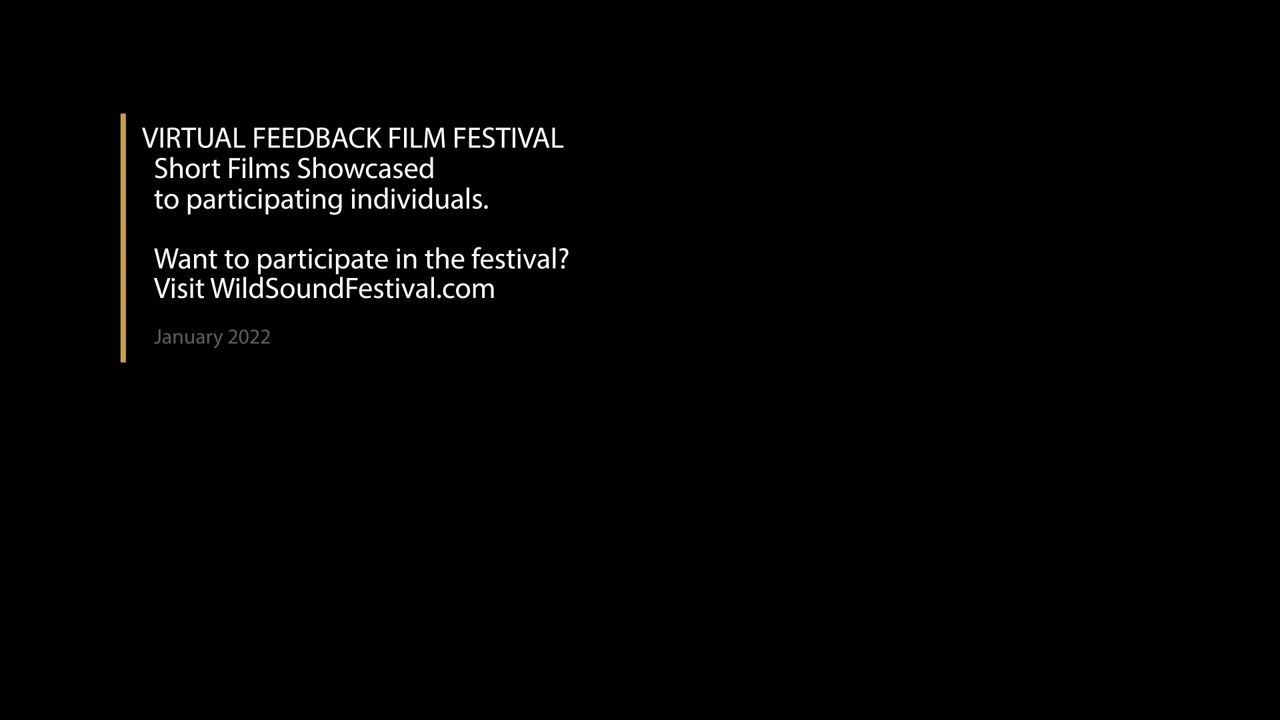 VIRTUAL FEEDBACK FILM FESTIVAL
Short Films Showcased
to participating individuals.
Want to participate in the festival?
Visit WildSoundFestival.com
January 2022